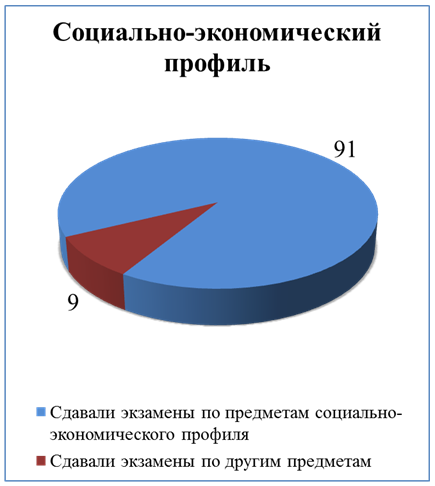 Социально-экономический
профиль
91
9
Сдавали экзамены по предметам социально-
экономического профиля
Сдавали экзамены по другим предметам